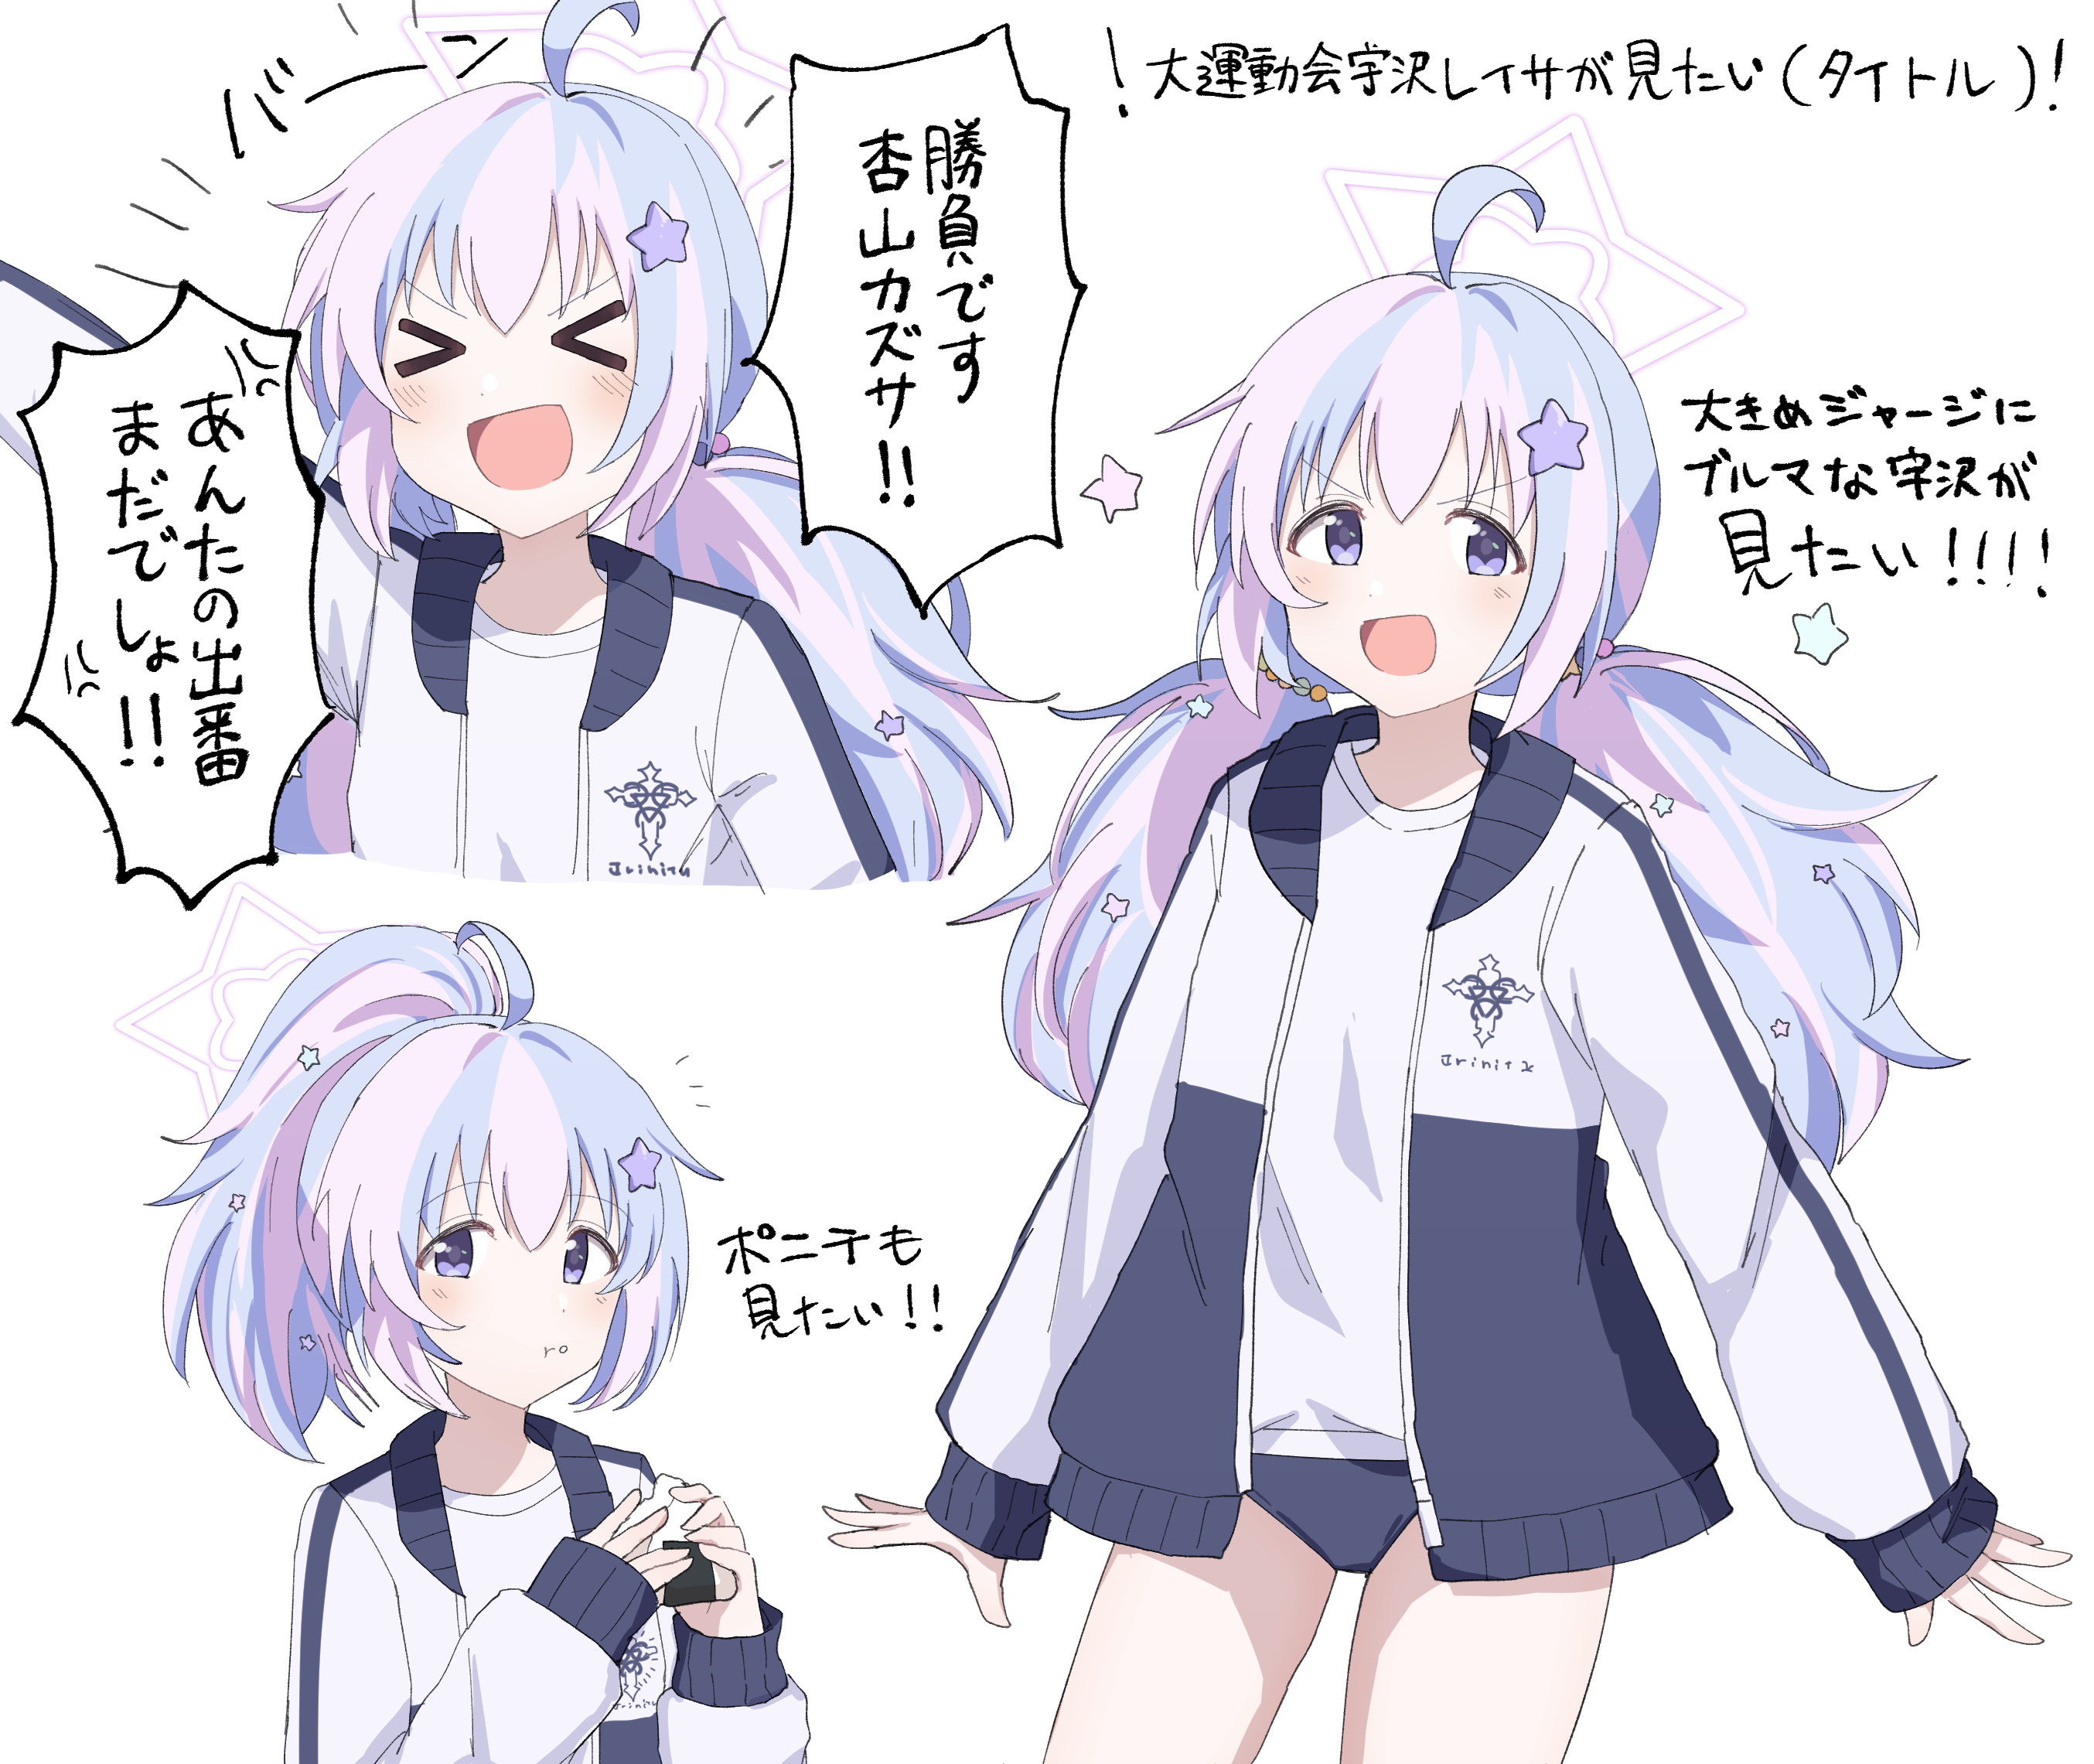 ！大運動会宇沢レイサが見たい(タイトル)！
バーン
勝負です
杏山カズサ！！
あんたの出番
まだでしょ！！
大きめジャージに
ブルマな宇沢が
見たい！！！！
Trinity
Trinity
ポニテも
見たい！！
Trinity